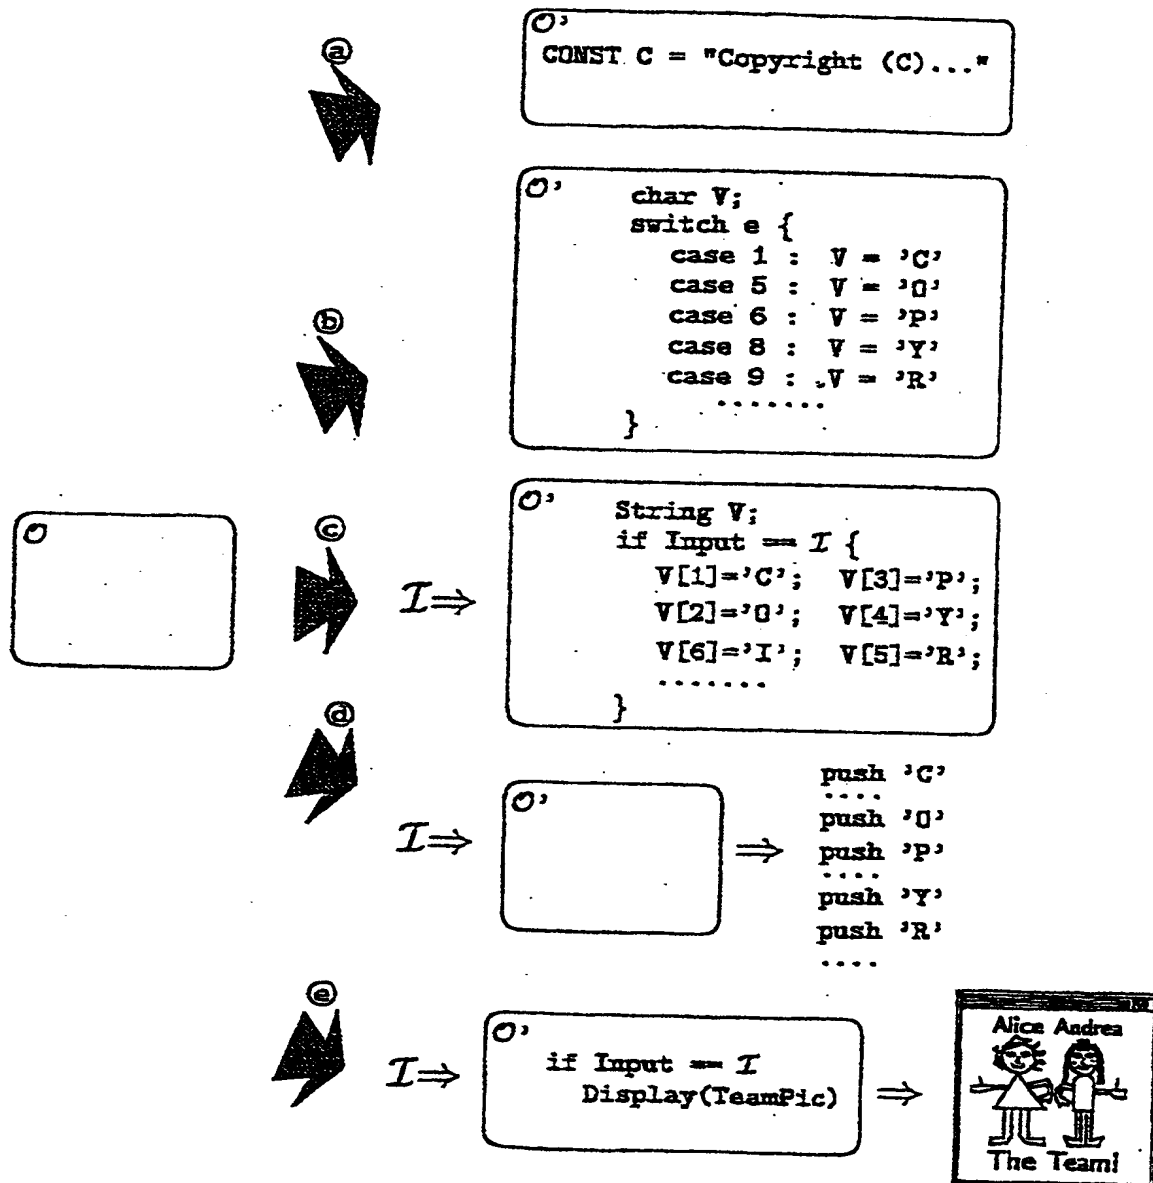 ⓐ
O'
CONST C = "Copyright (C)..."
ⓑ
O'
char V;
switch e {
case 1 : V = 'C'
case 5 : V = 'O'
case 6 : V = 'P'
case 8 : V = 'Y'
case 9 : V = 'R'
.......
}
O
ⓒ
I⇒
O'
String V;
if Input == I {
V[1]='C'; V[3]='P';
V[2]='O'; V[4]='Y';
V[6]='I'; V[5]='R';
.......
}
ⓓ
I⇒
O'
⇒
push 'C'
....
push 'O'
push 'P'
....
push 'Y'
push 'R'
....
ⓔ
I⇒
O'
if Input == I
Display(TeamPic)
⇒
Alice Andrea
The Team!